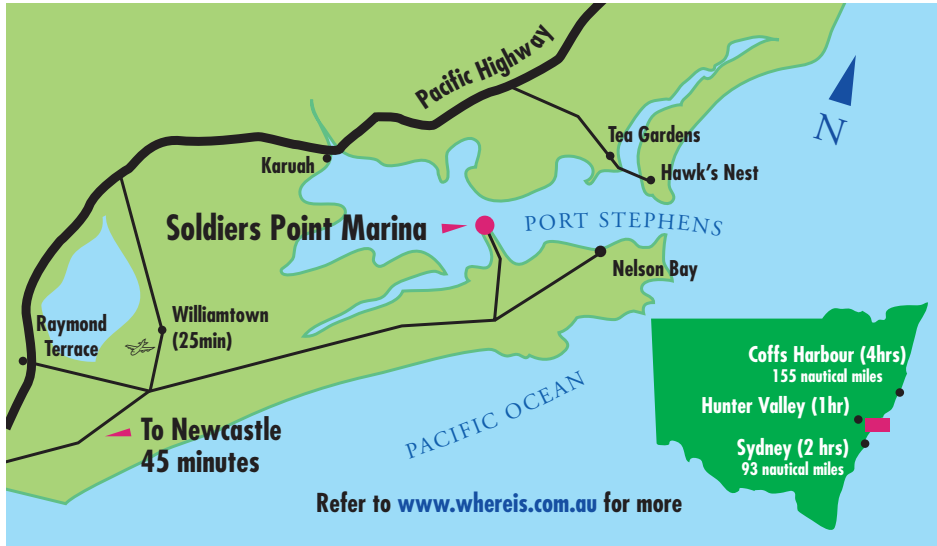 Pacific Highway
N
Tea Gardens
Karuah
Hawk's Nest
Soldiers Point Marina
PORT STEPHENS
Nelson Bay
Raymond
Terrace
Williamtown
(25min)
Coffs Harbour (4hrs)
155 nautical miles
Hunter Valley (1hr)
Sydney (2 hrs)
93 nautical miles
PACIFIC OCEAN
To Newcastle
45 minutes
Refer to www.whereis.com.au for more